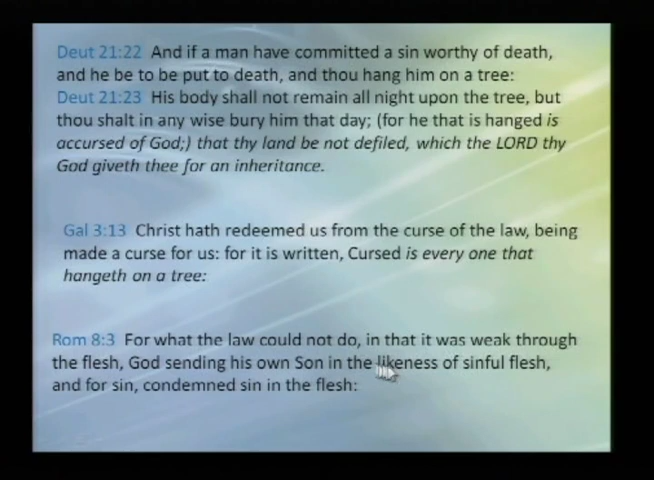 Deut 21:22 And if a man have committed a sin worthy of death,
and he be to be put to death, and thou hang him on a tree:
Deut 21:23 His body shall not remain all night upon the tree, but
thou shalt in any wise bury him that day; (for he that is hanged is
accursed of God;) that thy land be not defiled, which the LORD thy
God giveth thee for an inheritance.
Gal 3:13 Christ hath redeemed us from the curse of the law, being
made a curse for us: for it is written, Cursed is every one that
hangeth on a tree:
Rom 8:3 For what the law could not do, in that it was weak through
the flesh, God sending his own Son in the likeness of sinful flesh,
and for sin, condemned sin in the flesh: